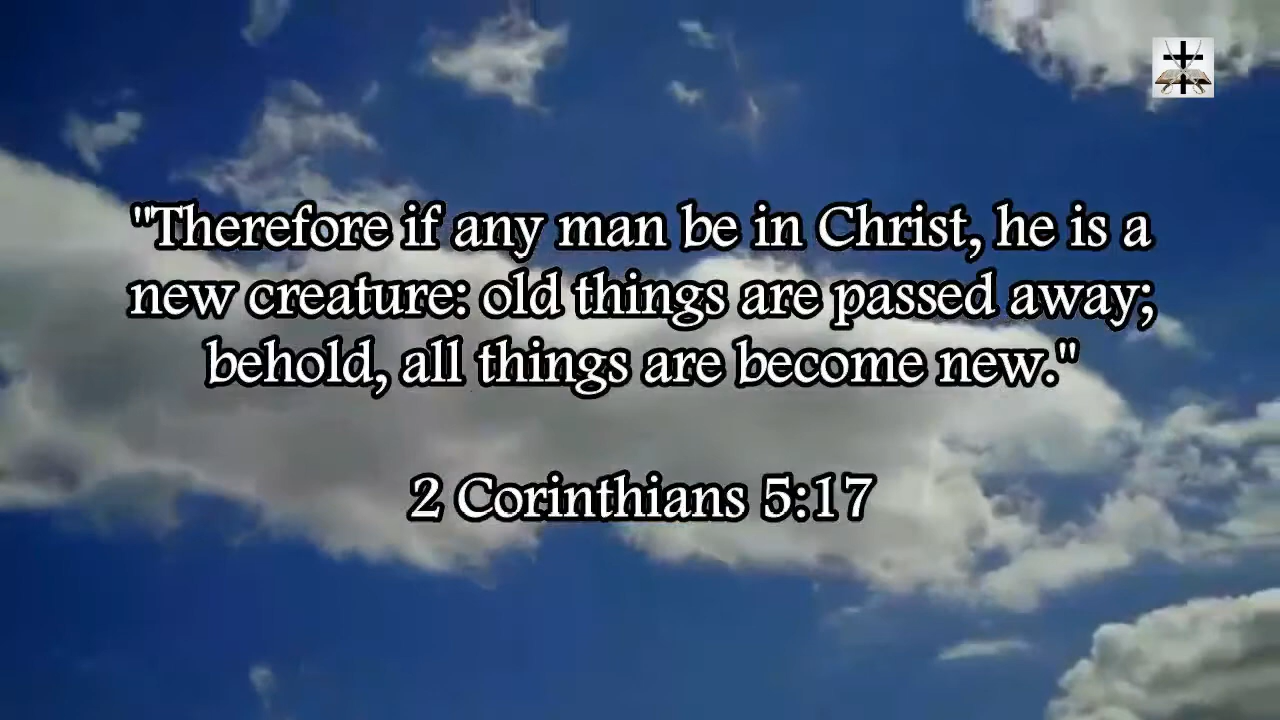 "Therefore if any man be in Christ, he is a
new creature: old things are passed away;
behold, all things are become new."
2 Corinthians 5:17